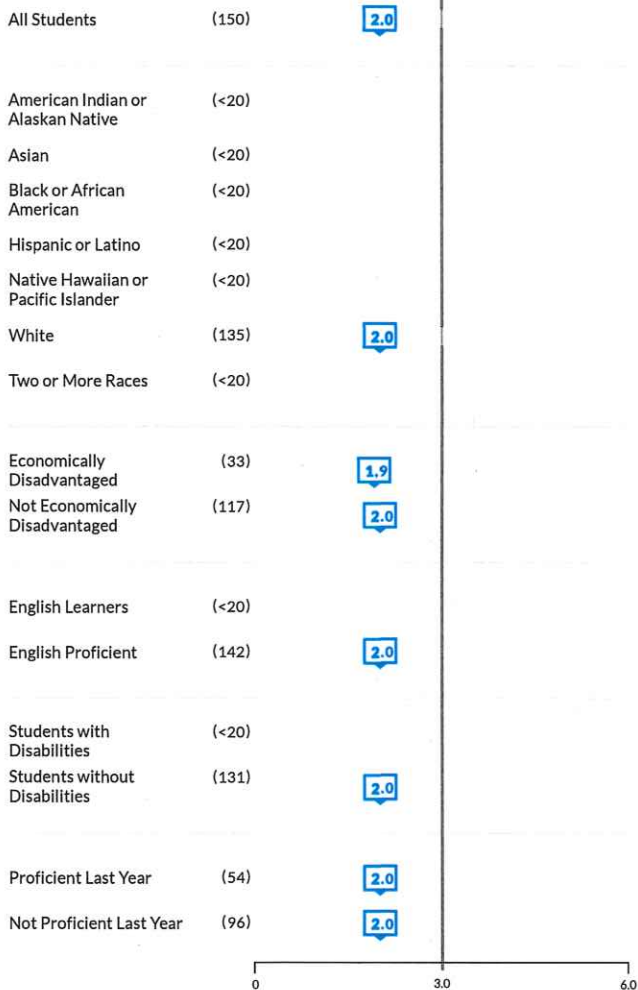 All Students (150) 2.0
American Indian or
Alaskan Native (<20)
Asian (<20)
Black or African
American (<20)
Hispanic or Latino (<20)
Native Hawaiian or
Pacific Islander (<20)
White (135) 2.0
Two or More Races (<20)
Economically
Disadvantaged (33) 1.9
Not Economically
Disadvantaged (117) 2.0
English Learners (<20)
English Proficient (142) 2.0
Students with
Disabilities (<20)
Students without
Disabilities (131) 2.0
Proficient Last Year (54) 2.0
Not Proficient Last Year (96) 2.0
0 3.0 6.0